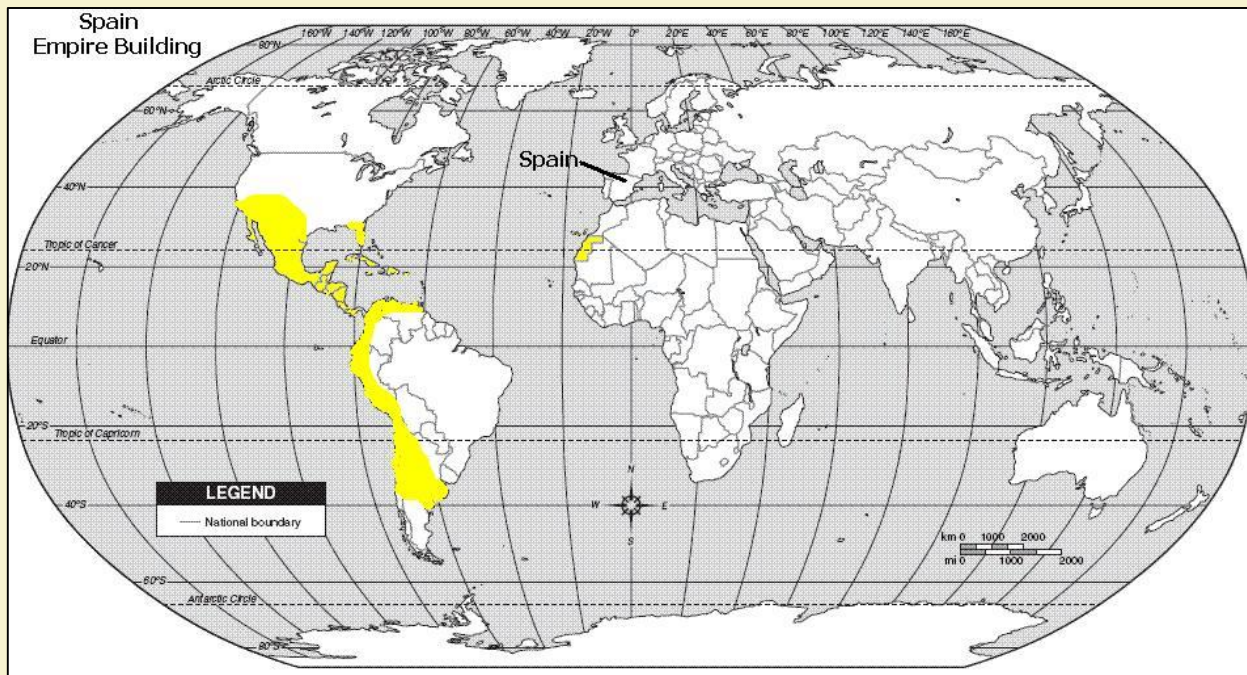 Spain
Empire Building
160°W 140°W 120°W 100°W 80°W 60°W 40°W 20°W 0° 20°E 40°E 60°E 80°E 100°E 120°E 140°E 160°E
80°N
Arctic Circle
60°N
Spain
40°N
Tropic of Cancer
20°N
Equator
20°S
Tropic of Capricorn
N
LEGEND
W E
40°S
National boundary
S
km 0 1000 2000
mi 0 1000 2000
60°S
Antarctic Circle
80°S